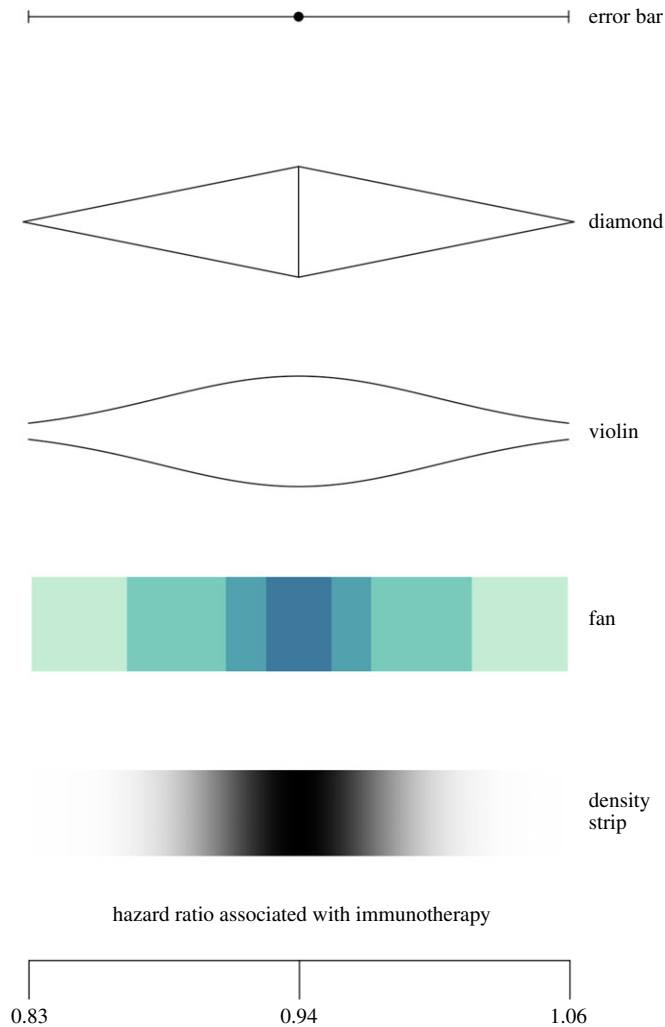 error bar
diamond
violin
fan
density
strip
hazard ratio associated with immunotherapy
0.83 0.94 1.06